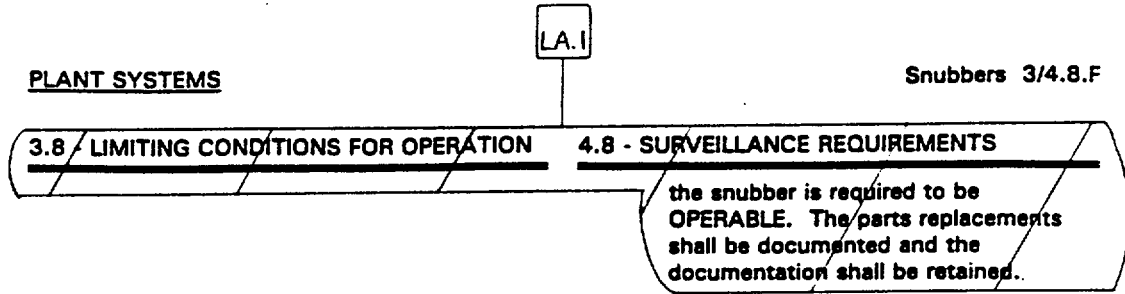 LA.1
PLANT SYSTEMS
Snubbers 3/4.8.F
3.8 - LIMITING CONDITIONS FOR OPERATION
4.8 - SURVEILLANCE REQUIREMENTS
the snubber is required to be
OPERABLE. The parts replacements
shall be documented and the
documentation shall be retained.